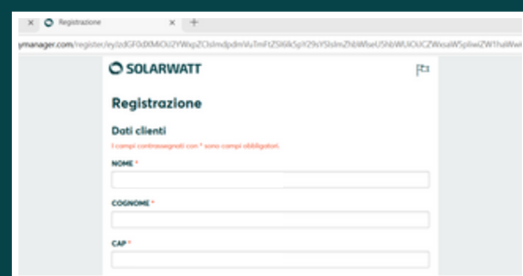 Registrazione
SOLARWATT
Registrazione
Dati clienti
I campi contrassegnati con * sono campi obbligatori.
NOME *
COGNOME *
CAP *